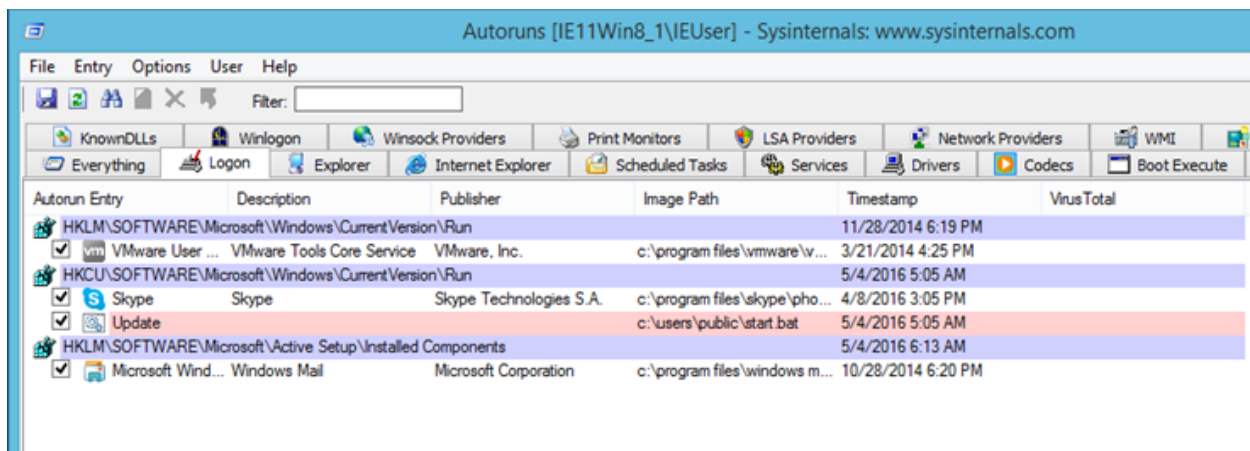 Autoruns [IE11Win8_1\IEUser] - Sysinternals: www.sysinternals.com
File Entry Options User Help
Filter:
KnownDLLs Winlogon Winsock Providers Print Monitors LSA Providers Network Providers WMI
Everything Logon Explorer Internet Explorer Scheduled Tasks Services Drivers Codecs Boot Execute
Autorun Entry Description Publisher Image Path Timestamp VirusTotal
HKLM\SOFTWARE\Microsoft\Windows\CurrentVersion\Run 11/28/2014 6:19 PM
vm VMware User ... VMware Tools Core Service VMware, Inc. c:\program files\vmware\v... 3/21/2014 4:25 PM
HKCU\SOFTWARE\Microsoft\Windows\CurrentVersion\Run 5/4/2016 5:05 AM
Skype Skype Skype Technologies S.A. c:\program files\skype\pho... 4/8/2016 3:05 PM
Update c:\users\public\start.bat 5/4/2016 5:05 AM
HKLM\SOFTWARE\Microsoft\Active Setup\Installed Components 5/4/2016 6:13 AM
Microsoft Wind... Windows Mail Microsoft Corporation c:\program files\windows m... 10/28/2014 6:20 PM